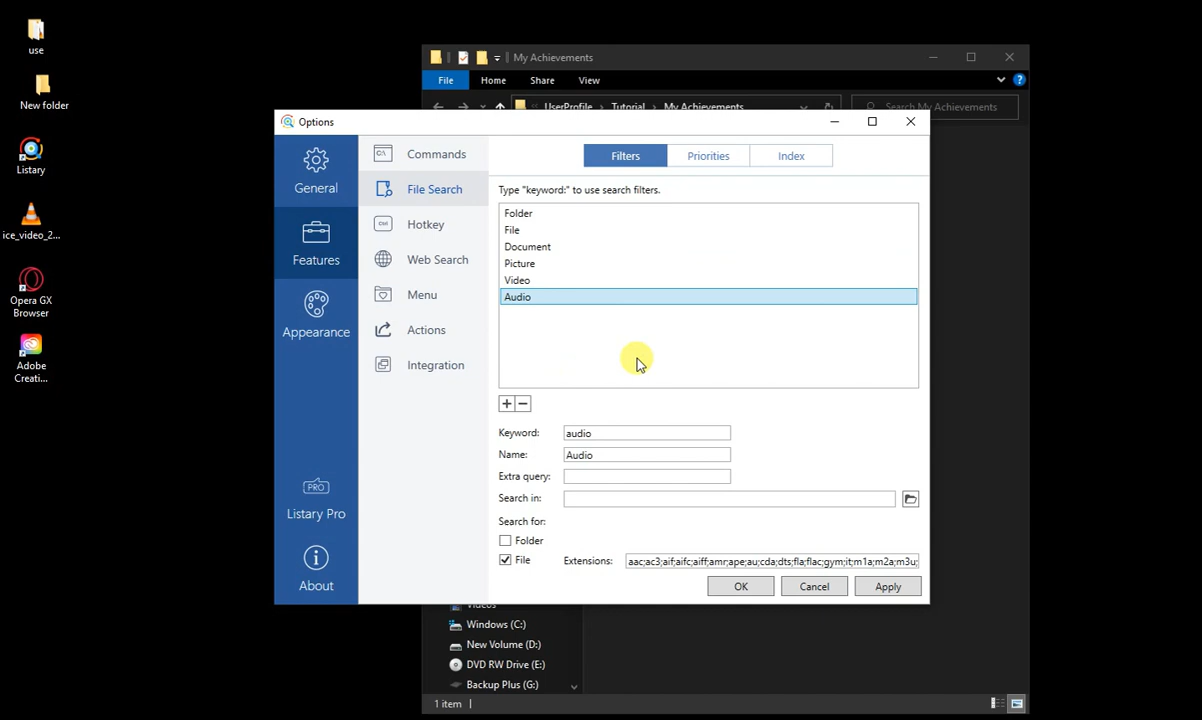 use
New folder
Listary
ice_video_2...
Opera GX
Browser
Adobe
Creati...
My Achievements
File Home Share View
UserProfile Tutorial My Achievements
Search My Achievements
Options
General
Features
Appearance
PRO
Listary Pro
About
Commands
File Search
Ctrl
Hotkey
Web Search
Menu
Actions
Integration
Filters Priorities Index
Type "keyword:" to use search filters.
Folder
File
Document
Picture
Video
Audio
Keyword: audio
Name: Audio
Extra query:
Search in:
Search for:
Folder
File Extensions: aac;ac3;aif;aifc;aiff;amr;ape;au;cda;dts;fla;flac;gym;it;m1a;m2a;m3u;
OK Cancel Apply
Videos
Windows (C:)
New Volume (D:)
DVD RW Drive (E:)
Backup Plus (G:)
1 item